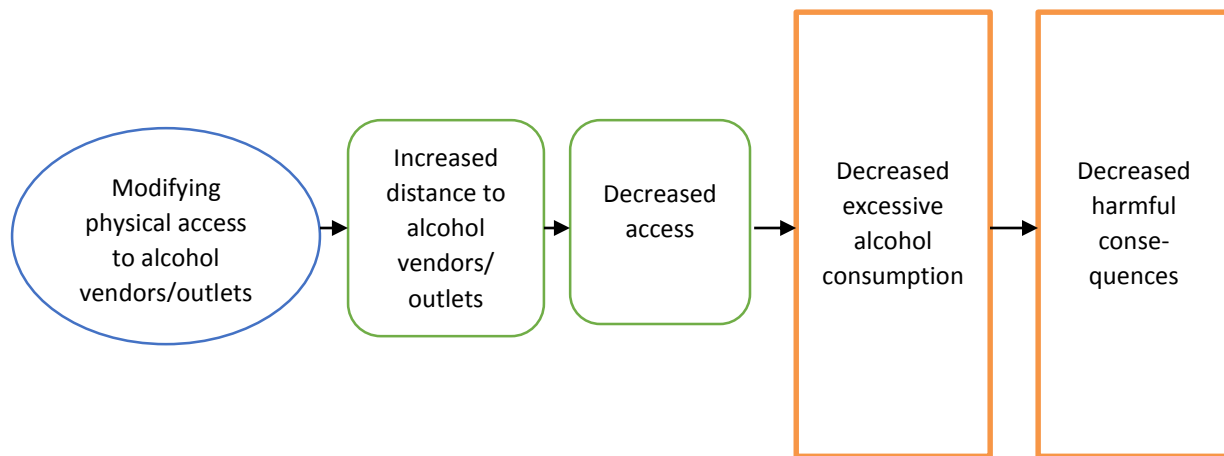 Modifying
physical access
to alcohol
vendors/outlets
Increased
distance to
alcohol
vendors/
outlets
Decreased
access
Decreased
excessive
alcohol
consumption
Decreased
harmful
conse-
quences